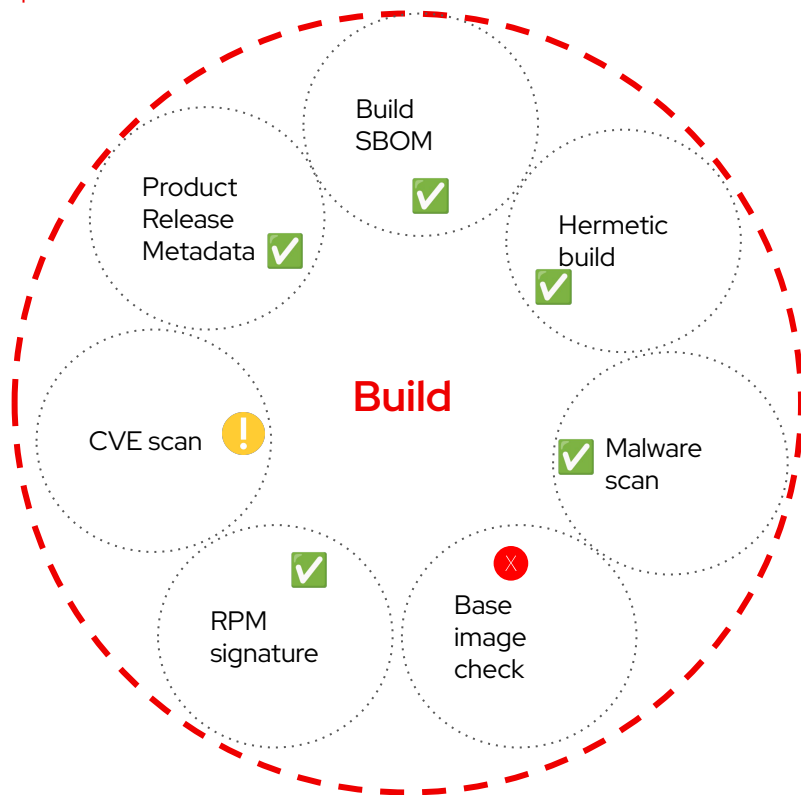 Build
SBOM
Product
Release
Metadata
Hermetic
build
Build
CVE scan
!
Malware
scan
X
Base
image
check
RPM
signature